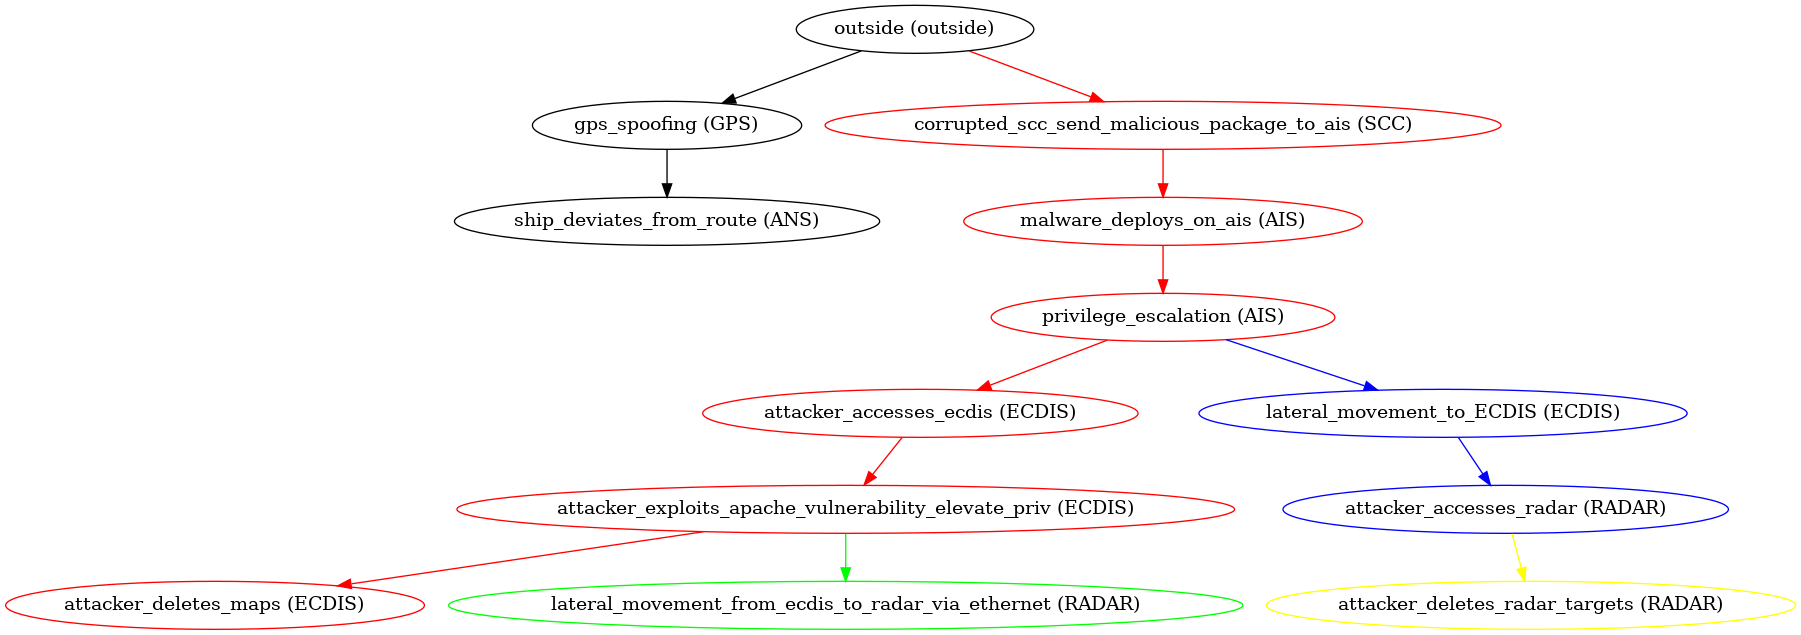 outside (outside)
gps_spoofing (GPS)
corrupted_scc_send_malicious_package_to_ais (SCC)
ship_deviates_from_route (ANS)
malware_deploys_on_ais (AIS)
privilege_escalation (AIS)
attacker_accesses_ecdis (ECDIS)
lateral_movement_to_ECDIS (ECDIS)
attacker_exploits_apache_vulnerability_elevate_priv (ECDIS)
attacker_accesses_radar (RADAR)
attacker_deletes_maps (ECDIS)
lateral_movement_from_ecdis_to_radar_via_ethernet (RADAR)
attacker_deletes_radar_targets (RADAR)